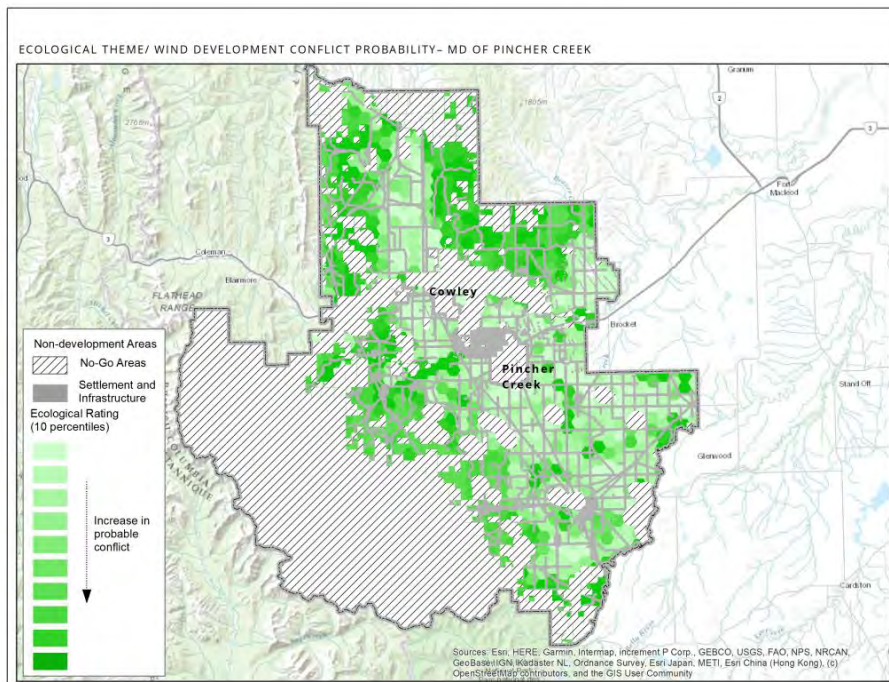 ECOLOGICAL THEME/ WIND DEVELOPMENT CONFLICT PROBABILITY– MD OF PINCHER CREEK
Granum
2
3
Fort
Macleod
3
Coleman
Blairmore
FLATHEAD
RANGE
Cowley
Brocket
Pincher
Creek
Stand Off
Glenwood
Cardston
Non-development Areas
No-Go Areas
Settlement and
Infrastructure
Ecological Rating
(10 percentiles)
Increase in
probable
conflict
Sources: Esri, HERE, Garmin, Intermap, increment P Corp., GEBCO, USGS, FAO, NPS, NRCAN,
GeoBase, IGN, Kadaster NL, Ordnance Survey, Esri Japan, METI, Esri China (Hong Kong), (c)
OpenStreetMap contributors, and the GIS User Community